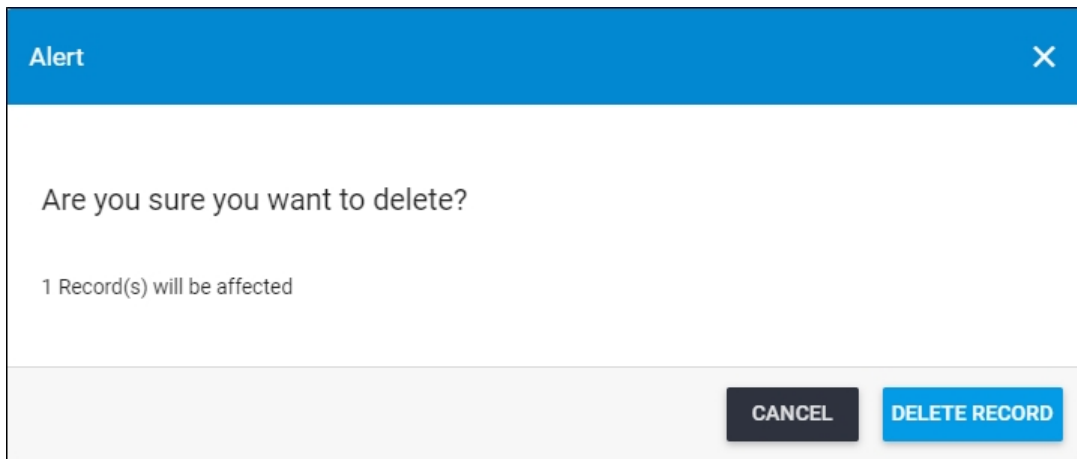 Alert
Are you sure you want to delete?
1 Record(s) will be affected
CANCEL DELETE RECORD